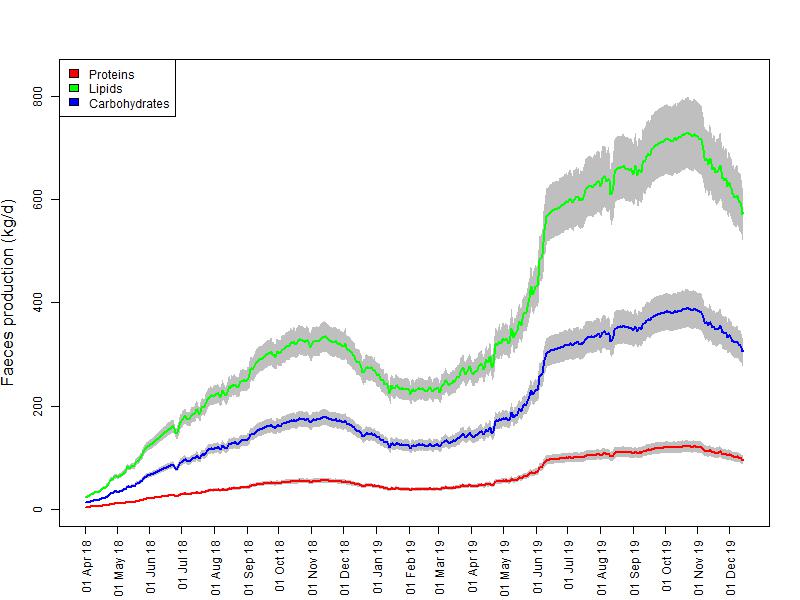 Proteins
Lipids
Carbohydrates
Faeces production (kg/d)
800
600
400
200
0
01 Apr 18
01 May 18
01 Jun 18
01 Jul 18
01 Aug 18
01 Sep 18
01 Oct 18
01 Nov 18
01 Dec 18
01 Jan 19
01 Feb 19
01 Mar 19
01 Apr 19
01 May 19
01 Jun 19
01 Jul 19
01 Aug 19
01 Sep 19
01 Oct 19
01 Nov 19
01 Dec 19